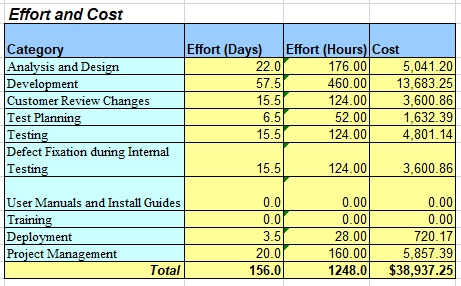 Effort and Cost
Category Effort (Days) Effort (Hours) Cost
Analysis and Design 22.0 176.00 5,041.20
Development 57.5 460.00 13,683.25
Customer Review Changes 15.5 124.00 3,600.86
Test Planning 6.5 52.00 1,632.39
Testing 15.5 124.00 4,801.14
Defect Fixation during Internal
Testing 15.5 124.00 3,600.86
User Manuals and Install Guides 0.0 0.00 0.00
Training 0.0 0.00 0.00
Deployment 3.5 28.00 720.17
Project Management 20.0 160.00 5,857.39
Total 156.0 1248.0 $38,937.25